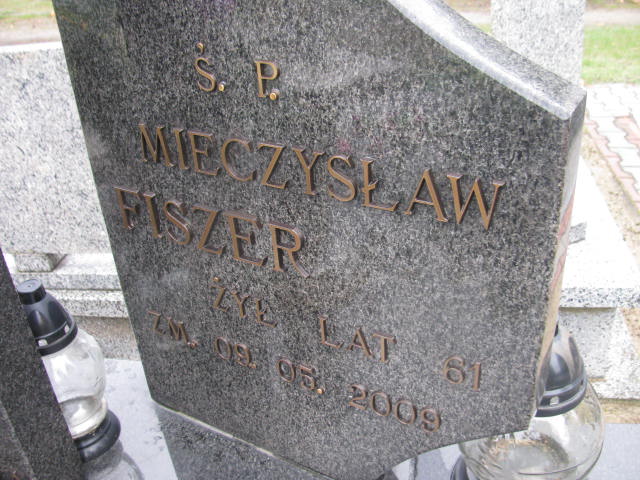 Ś. P.
MIECZYSŁAW
FISZER
ŻYŁ LAT 61
ZM. 09. 05. 2009